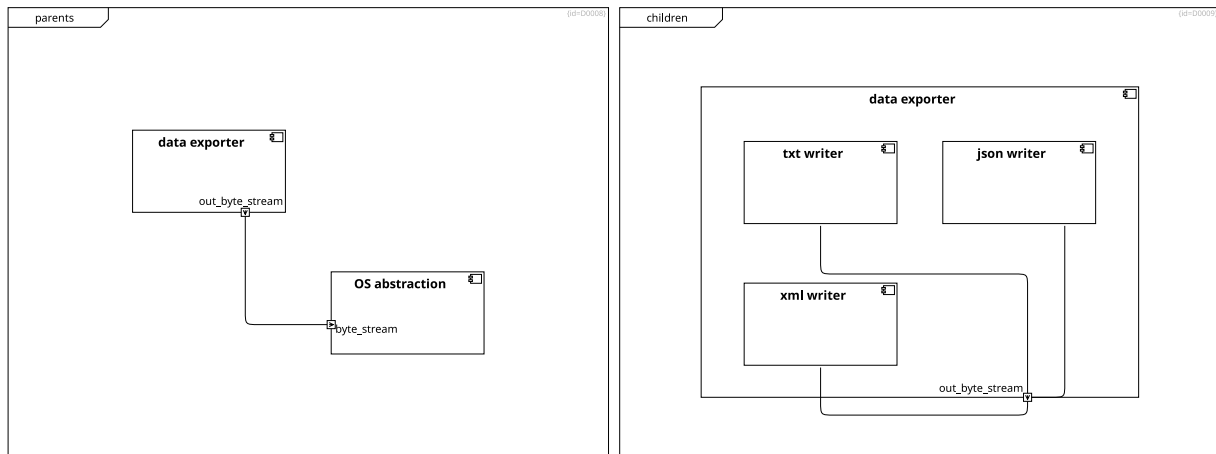 parents
{id=D0008}
data exporter
out_byte_stream
OS abstraction
byte_stream
children
{id=D0009}
data exporter
txt writer
json writer
xml writer
out_byte_stream